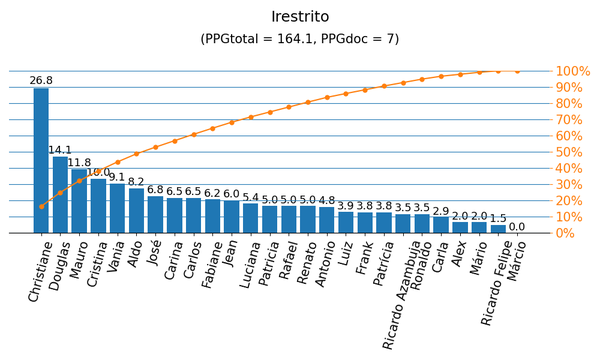 Irestrito
(PPGtotal = 164.1, PPGdoc = 7)
100%
90%
80%
70%
60%
50%
40%
30%
20%
10%
0%
26.8
14.1
11.8
10.0
9.1
8.2
6.8
6.5
6.5
6.2
6.0
5.4
5.0
5.0
5.0
4.8
3.9
3.8
3.8
3.5
3.5
2.9
2.0
2.0
1.5
0.0
Christiane
Douglas
Mauro
Cristina
Vania
Aldo
José
Carina
Carlos
Fabiane
Jean
Luciana
Patricia
Rafael
Renato
Antonio
Luiz
Frank
Patrícia
Ricardo Azambuja
Ronaldo
Carla
Alex
Mário
Ricardo Felipe
Márcio